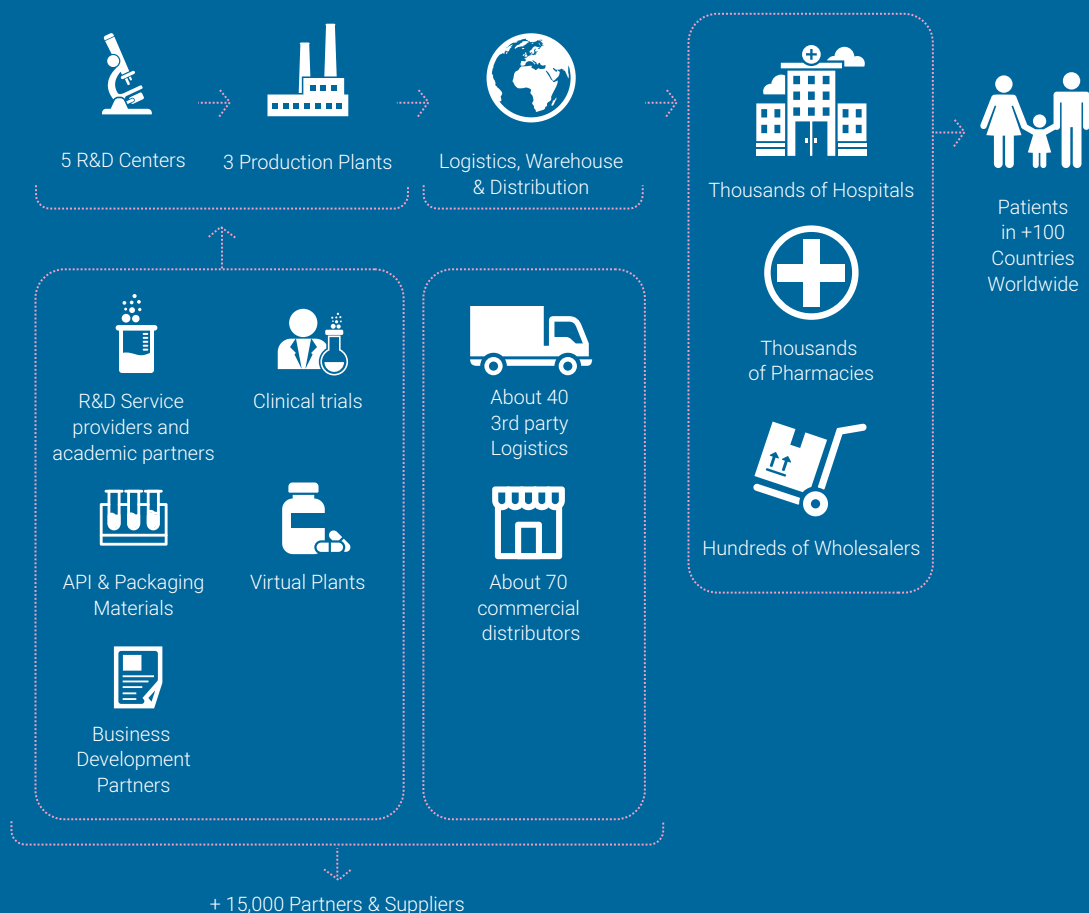 5 R&D Centers
3 Production Plants
Logistics, Warehouse
& Distribution
Thousands of Hospitals
Thousands
of Pharmacies
Hundreds of Wholesalers
Patients
in +100
Countries
Worldwide
R&D Service
providers and
academic partners
Clinical trials
API & Packaging
Materials
Virtual Plants
Business
Development
Partners
About 40
3rd party
Logistics
About 70
commercial
distributors
+ 15,000 Partners & Suppliers